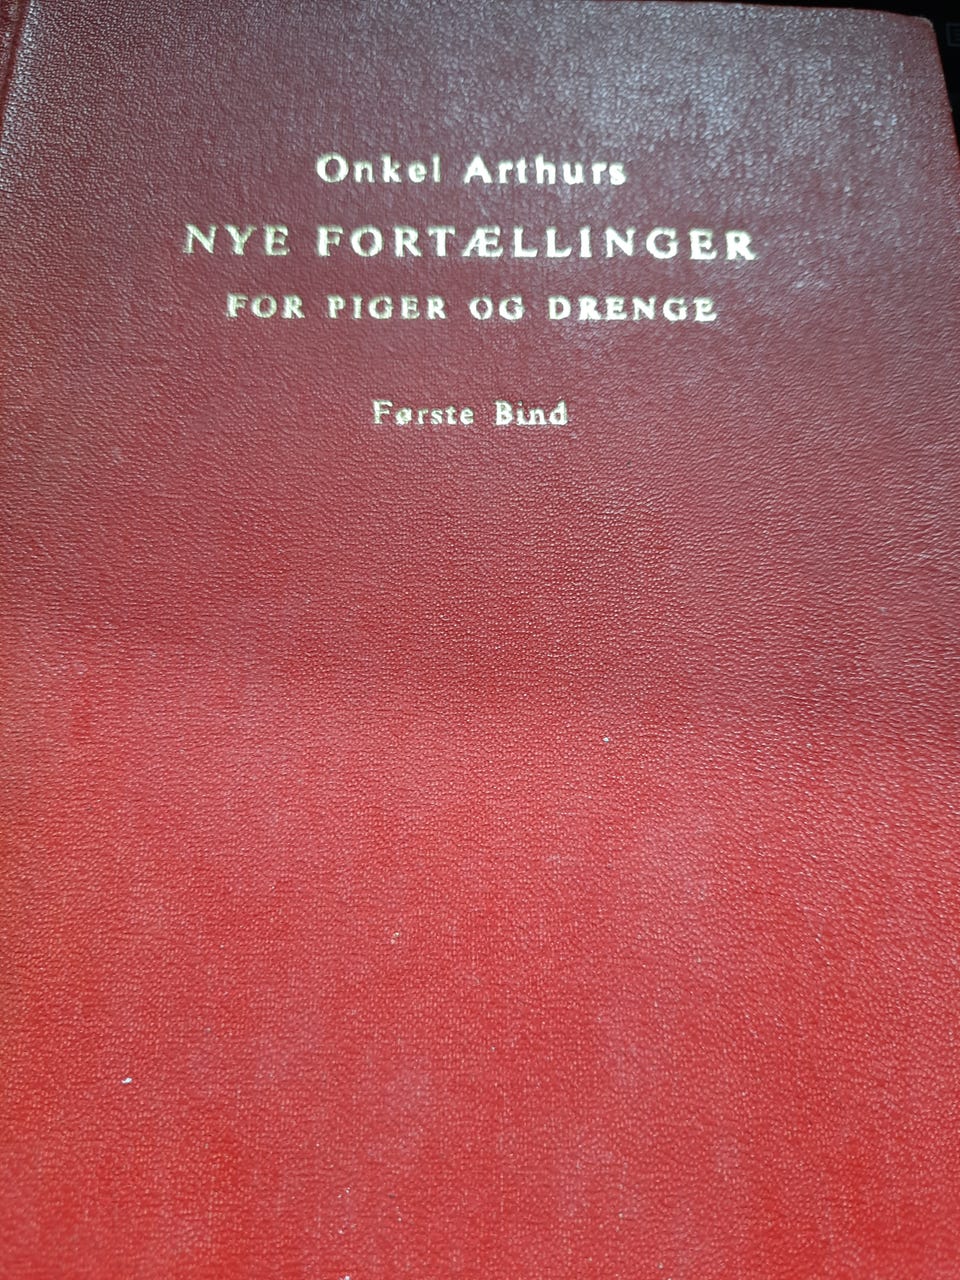 Onkel Arthurs
NYE FORTÆLLINGER
FOR PIGER OG DRENGE
Første Bind